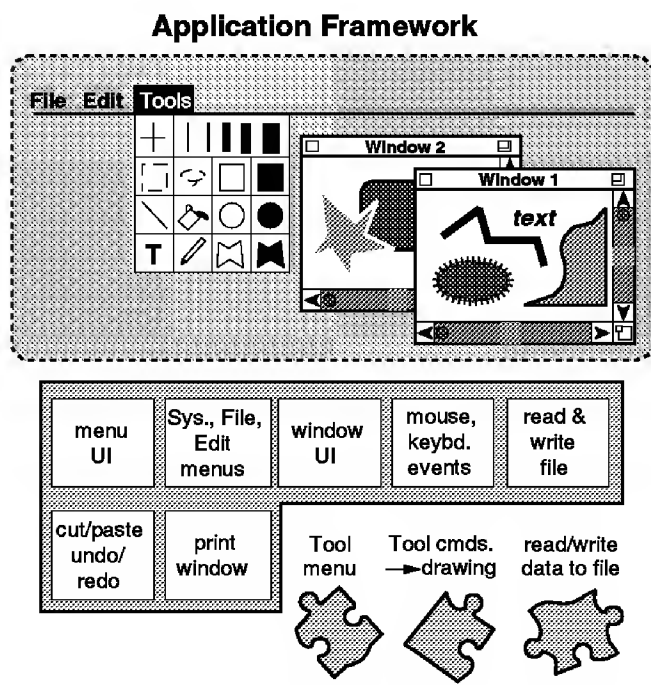 Application Framework
File Edit Tools
Window 2
Window 1
text
T
menu
UI
Sys., File,
Edit
menus
window
UI
mouse,
keybd.
events
read &
write
file
cut/paste
undo/
redo
print
window
Tool
menu
Tool cmds.
→drawing
read/write
data to file